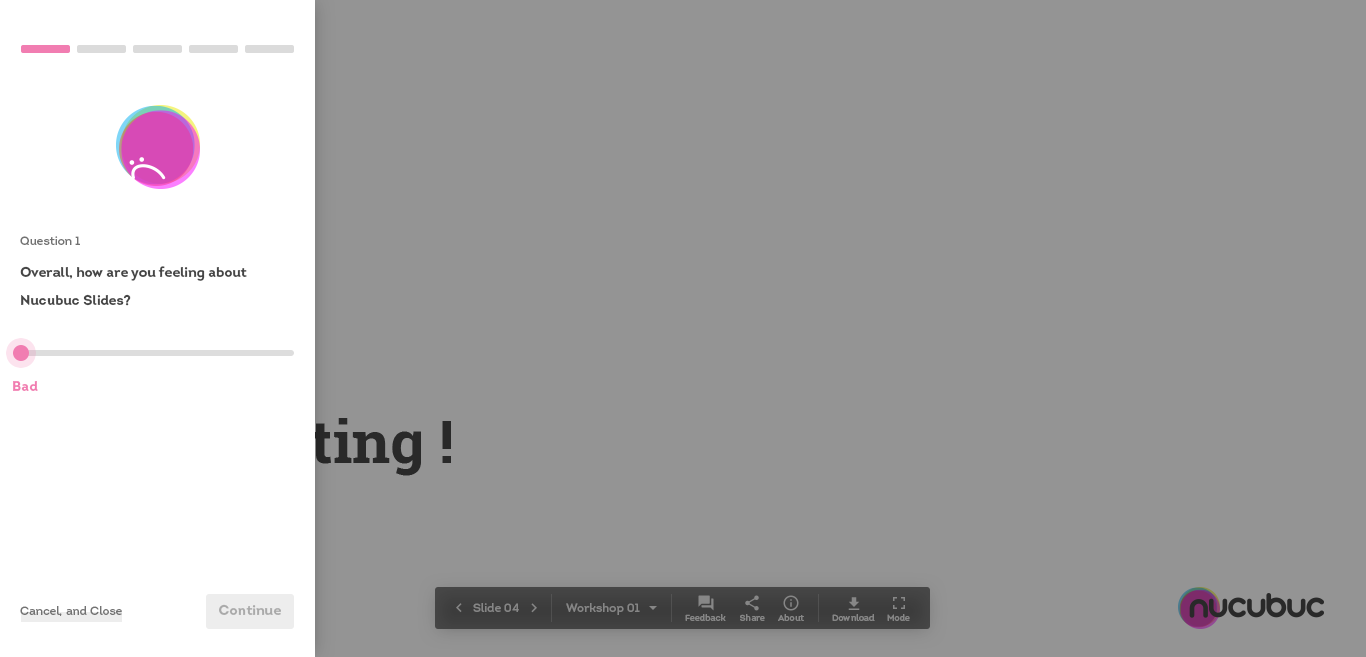 Question 1
Overall, how are you feeling about
Nucubuc Slides?
Bad
Cancel, and Close
Continue
ting !
Slide 04
Workshop 01
Feedback
Share
About
Download
Mode
nucubuc